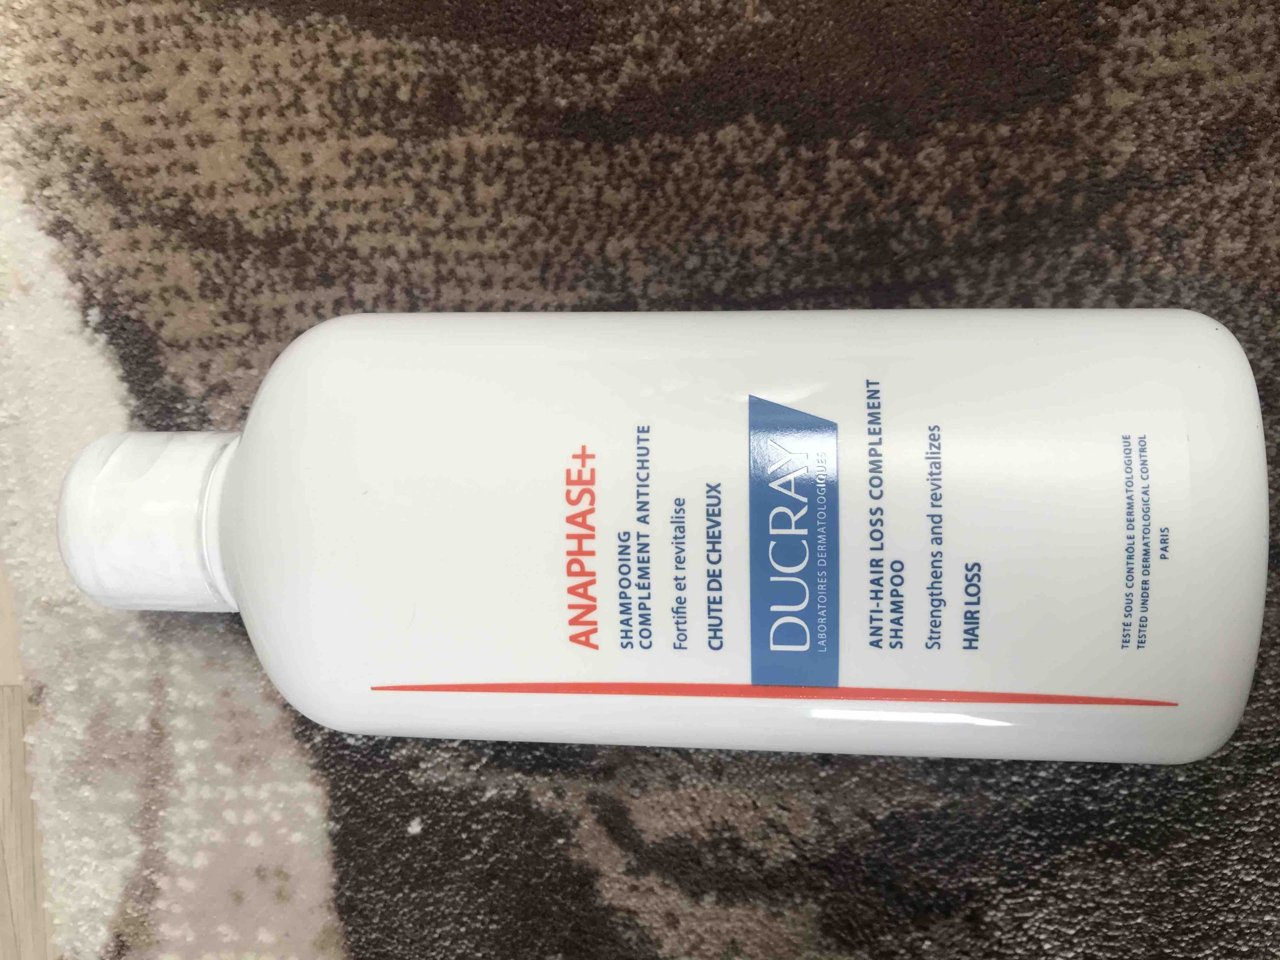 ANAPHASE+
SHAMPOOING
COMPLÉMENT ANTICHUTE
Fortifie et revitalise
CHUTE DE CHEVEUX
DUCRAY
LABORATOIRES DERMATOLOGIQUES
ANTI-HAIR LOSS COMPLEMENT
SHAMPOO
Strengthens and revitalizes
HAIR LOSS
TESTÉ SOUS CONTRÔLE DERMATOLOGIQUE
TESTED UNDER DERMATOLOGICAL CONTROL
PARIS